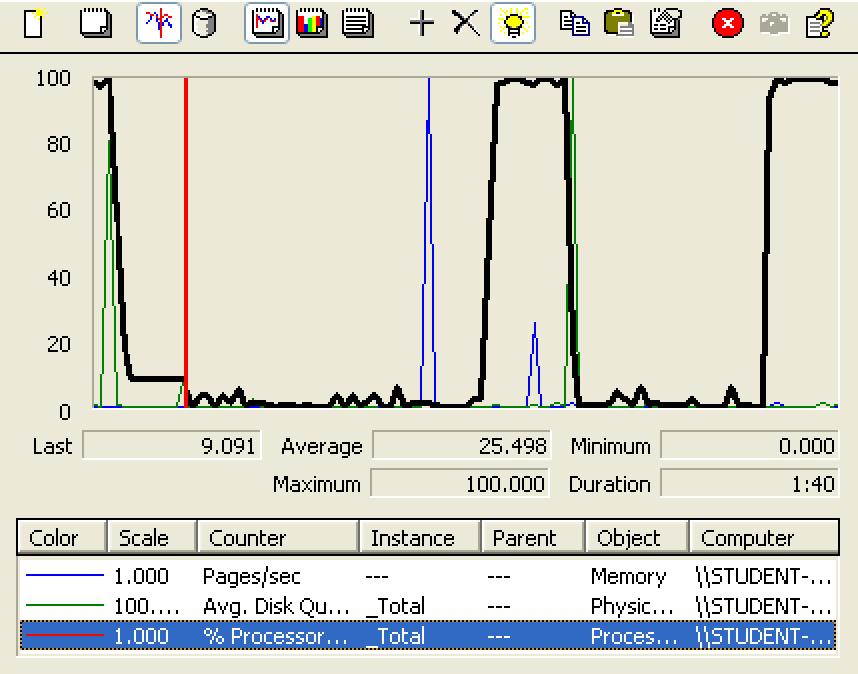 100
80
60
40
20
0
Last 9.091 Average 25.498 Minimum 0.000
Maximum 100.000 Duration 1:40
Color Scale Counter Instance Parent Object Computer
1.000 Pages/sec --- --- Memory \\STUDENT-...
100.... Avg. Disk Qu... _Total --- Physic... \\STUDENT-...
1.000 % Processor... _Total --- Proces... \\STUDENT-...